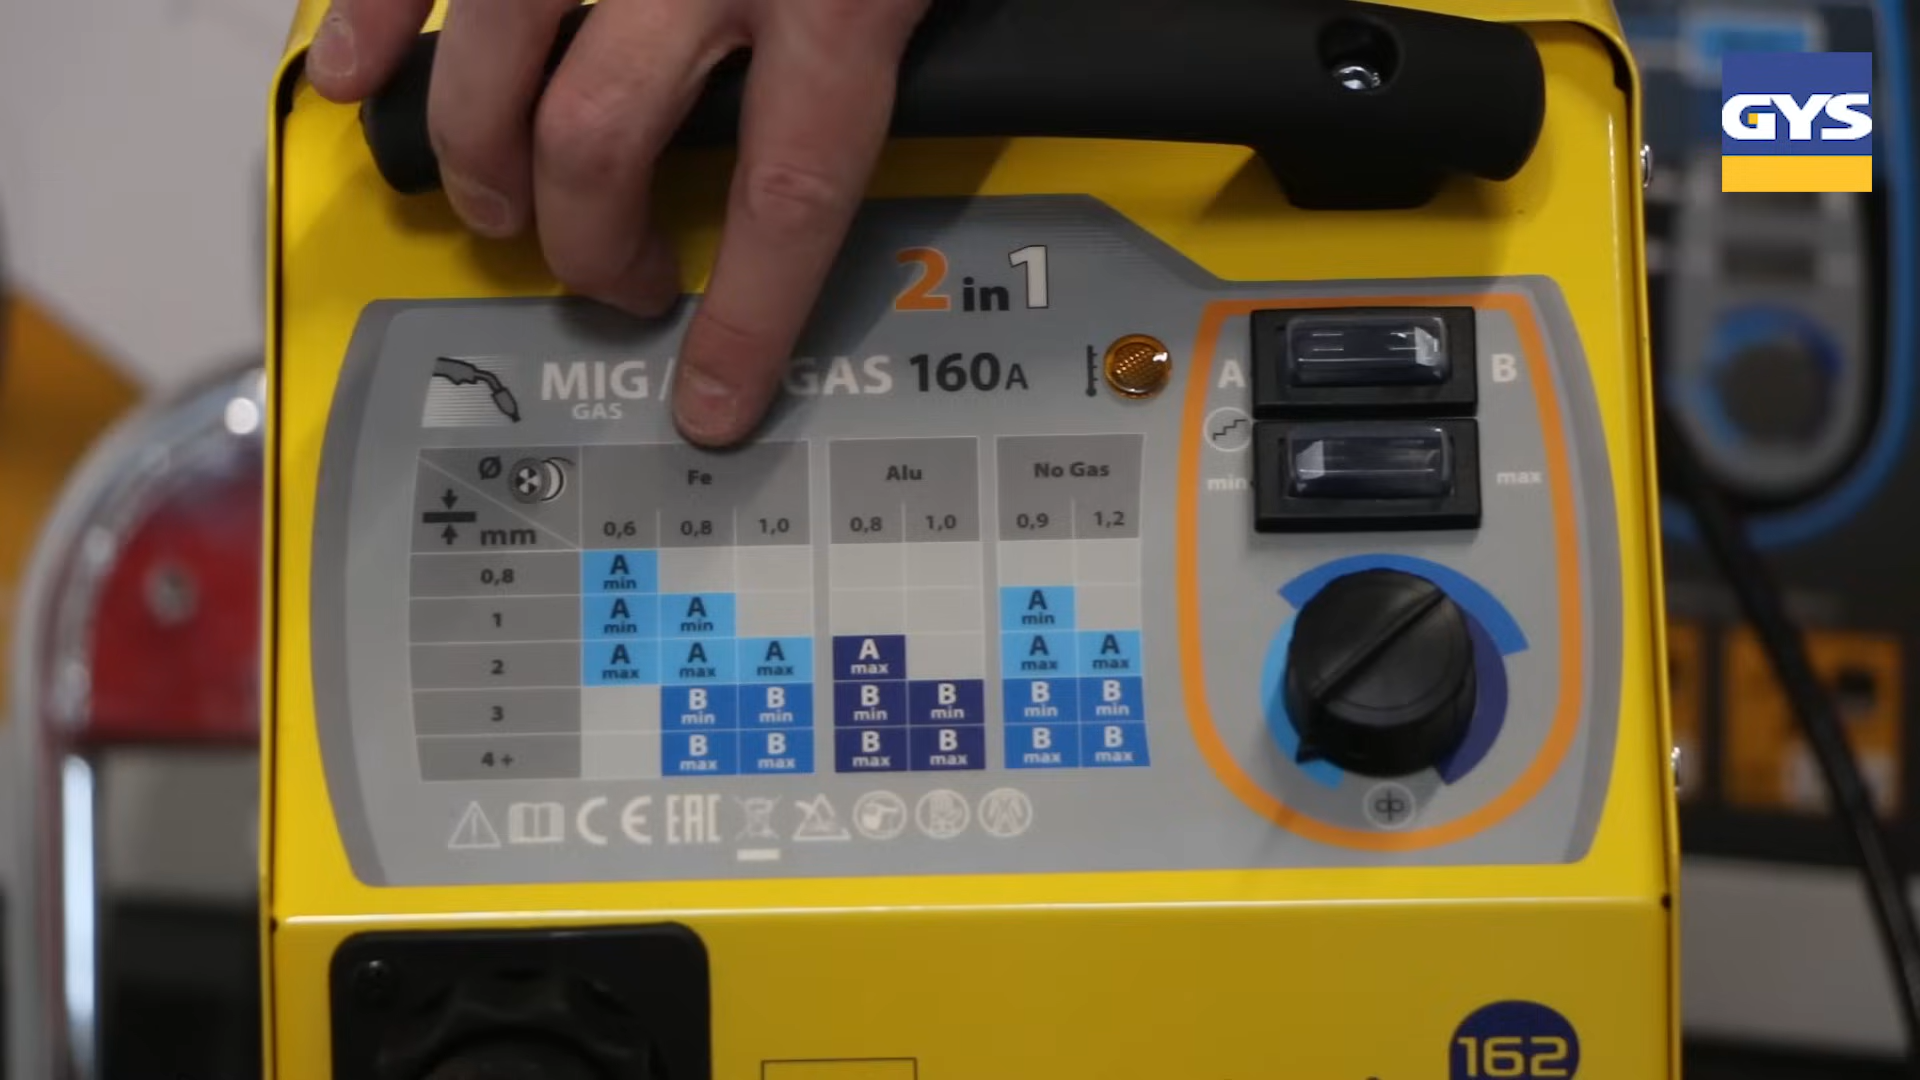 GYS
2 in 1
MIG / GAS 160A
GAS
A B
min max
Ø Fe Alu No Gas
mm 0,6 0,8 1,0 0,8 1,0 0,9 1,2
0,8 A min
1 A min A min A min
2 A max A max A max A max A max A max
3 B min B min B min B min B min B min
4+ B max B max B max B max B max B max
CE EAC
162